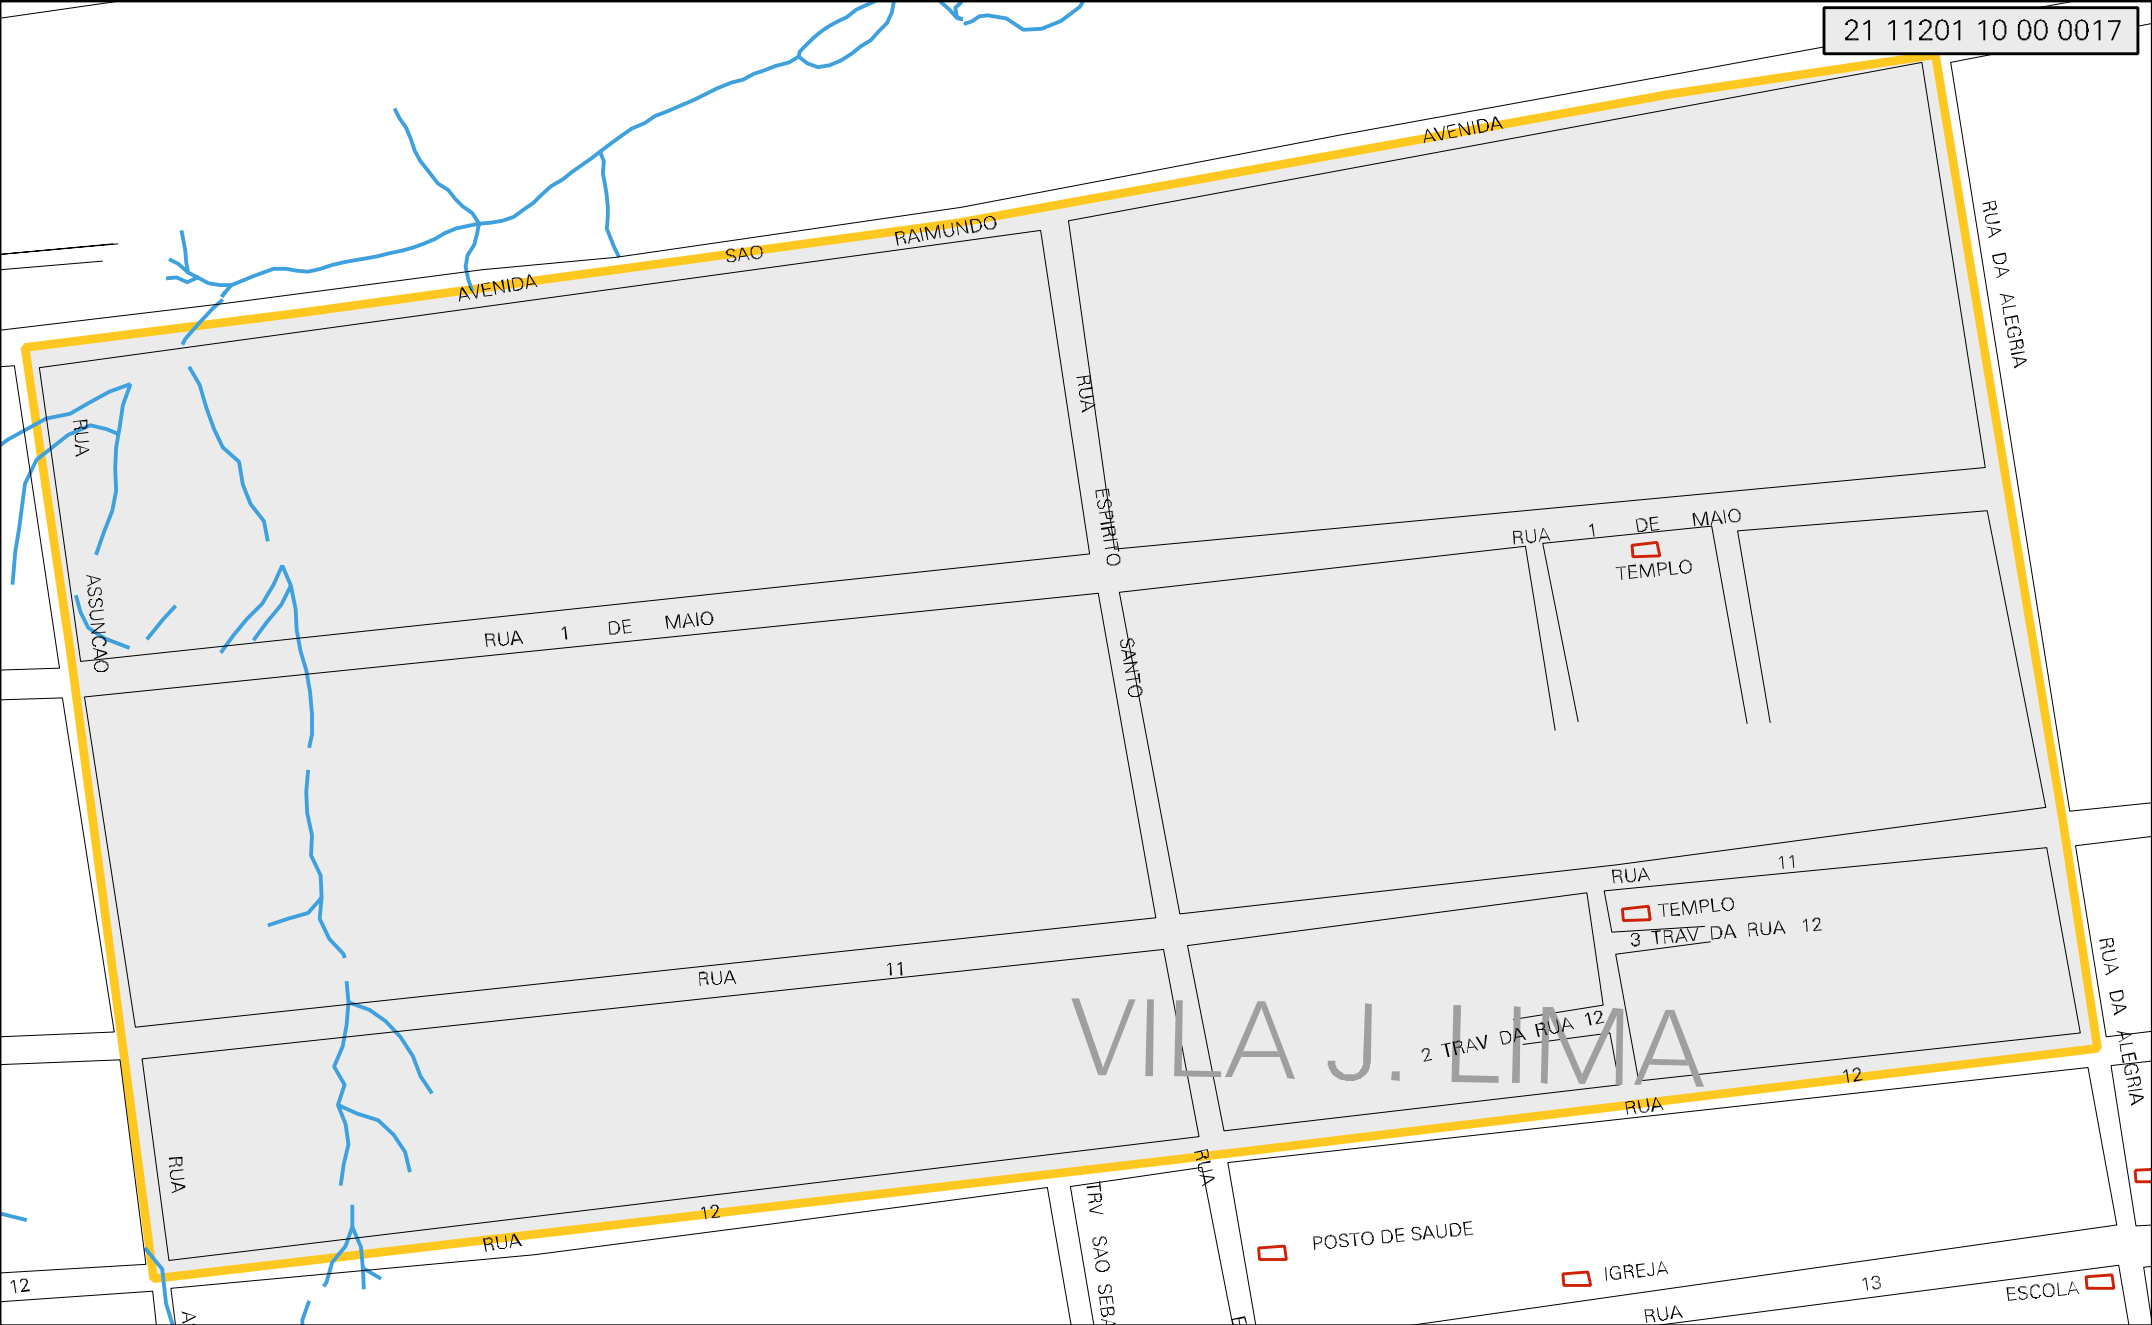 21 11201 10 00 0017
AVENIDA
AVENIDA SAO RAIMUNDO
RUA DA ALEGRIA
RUA ASSUNCAO
RUA ESPIRITO SANTO
RUA 1 DE MAIO
TEMPLO
RUA 1 DE MAIO
RUA 11
TEMPLO
3 TRAV DA RUA 12
RUA 11
VILA J. LIMA
2 TRAV DA RUA 12
RUA DA ALEGRIA
RUA 12
RUA
RUA 12
RUA
TRV SAO SEBA
POSTO DE SAUDE
IGREJA
ESCOLA
RUA 13
12
A
E